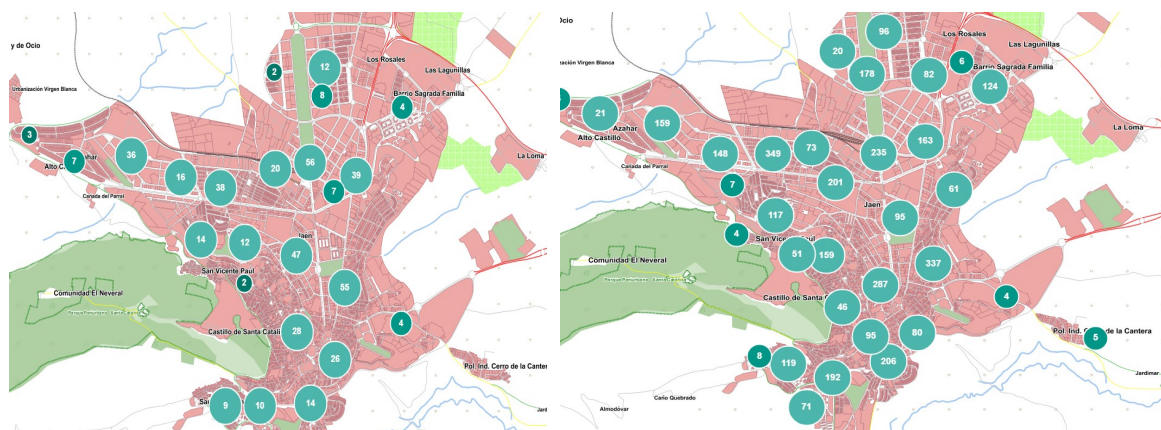 y de Ocio
Los Rosales
Las Lagunillas
2
12
8
Urbanización Virgen Blanca
Barrio Sagrada Familia
4
3
La Loma
7
36
16
38
20
56
7
39
Cañada del Parral
14
12
47
Jaen
San Vicente Paul
2
55
Comunidad El Neveral
Castillo de Santa Catali
28
4
26
Pol. Ind. Cerro de la Canter
9
10
14
Jard
Ocio
96
Los Rosales
20
Las Lagunillas
178
82
6
Barrio Sagrada Familia
124
ación Virgen Blanca
21
159
Azahar
Alto Castillo
La Loma
148
349
73
235
163
Cañada del Parral
7
201
61
117
Jaen
95
4
San Vicente Paul
51
159
337
Comunidad El Neveral
287
Castillo de Santa
46
4
95
80
Pol. Ind. Cerro de la Cantera
5
8
119
206
192
Jardimar
Caño Quebrado
71
Almodóvar